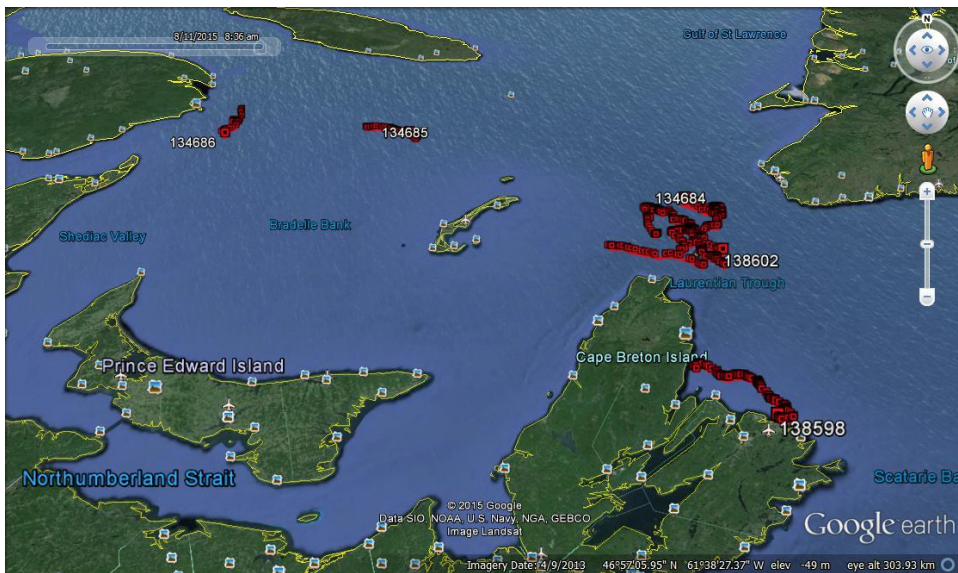 8/11/2015 8:36 am
Gulf of St Lawrence
N
134686
134685
134684
Shediac Valley
Bradelle Bank
138602
Laurentian Trough
Prince Edward Island
Cape Breton Island
138598
Northumberland Strait
Scatarie Ba
© 2015 Google
Data SIO, NOAA, U.S. Navy, NGA, GEBCO
Image Landsat
Google earth
Imagery Date: 4/9/2013 46°57'05.95" N 61°38'27.37" W elev -49 m eye alt 303.93 km